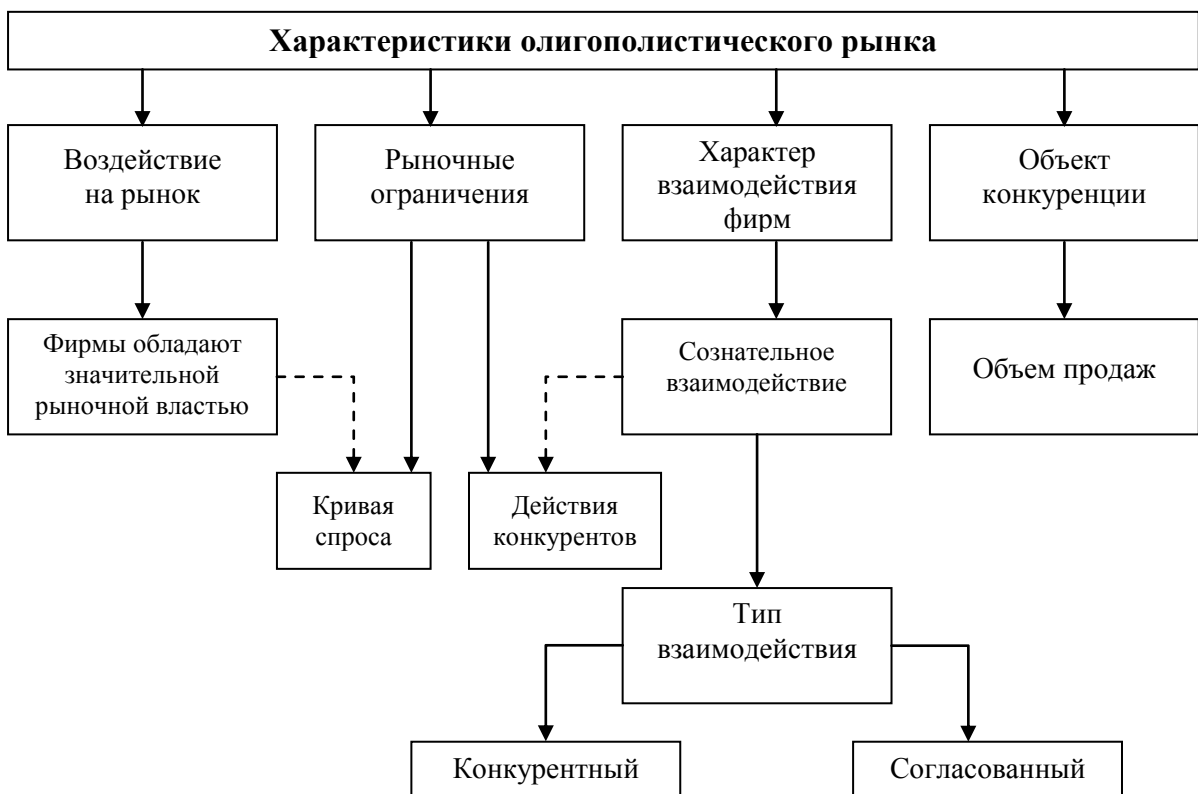 Характеристики олигополистического рынка
Воздействие
на рынок
Рыночные
ограничения
Характер
взаимодействия
фирм
Объект
конкуренции
Фирмы обладают
значительной
рыночной властью
Сознательное
взаимодействие
Объем продаж
Кривая
спроса
Действия
конкурентов
Тип
взаимодействия
Конкурентный
Согласованный